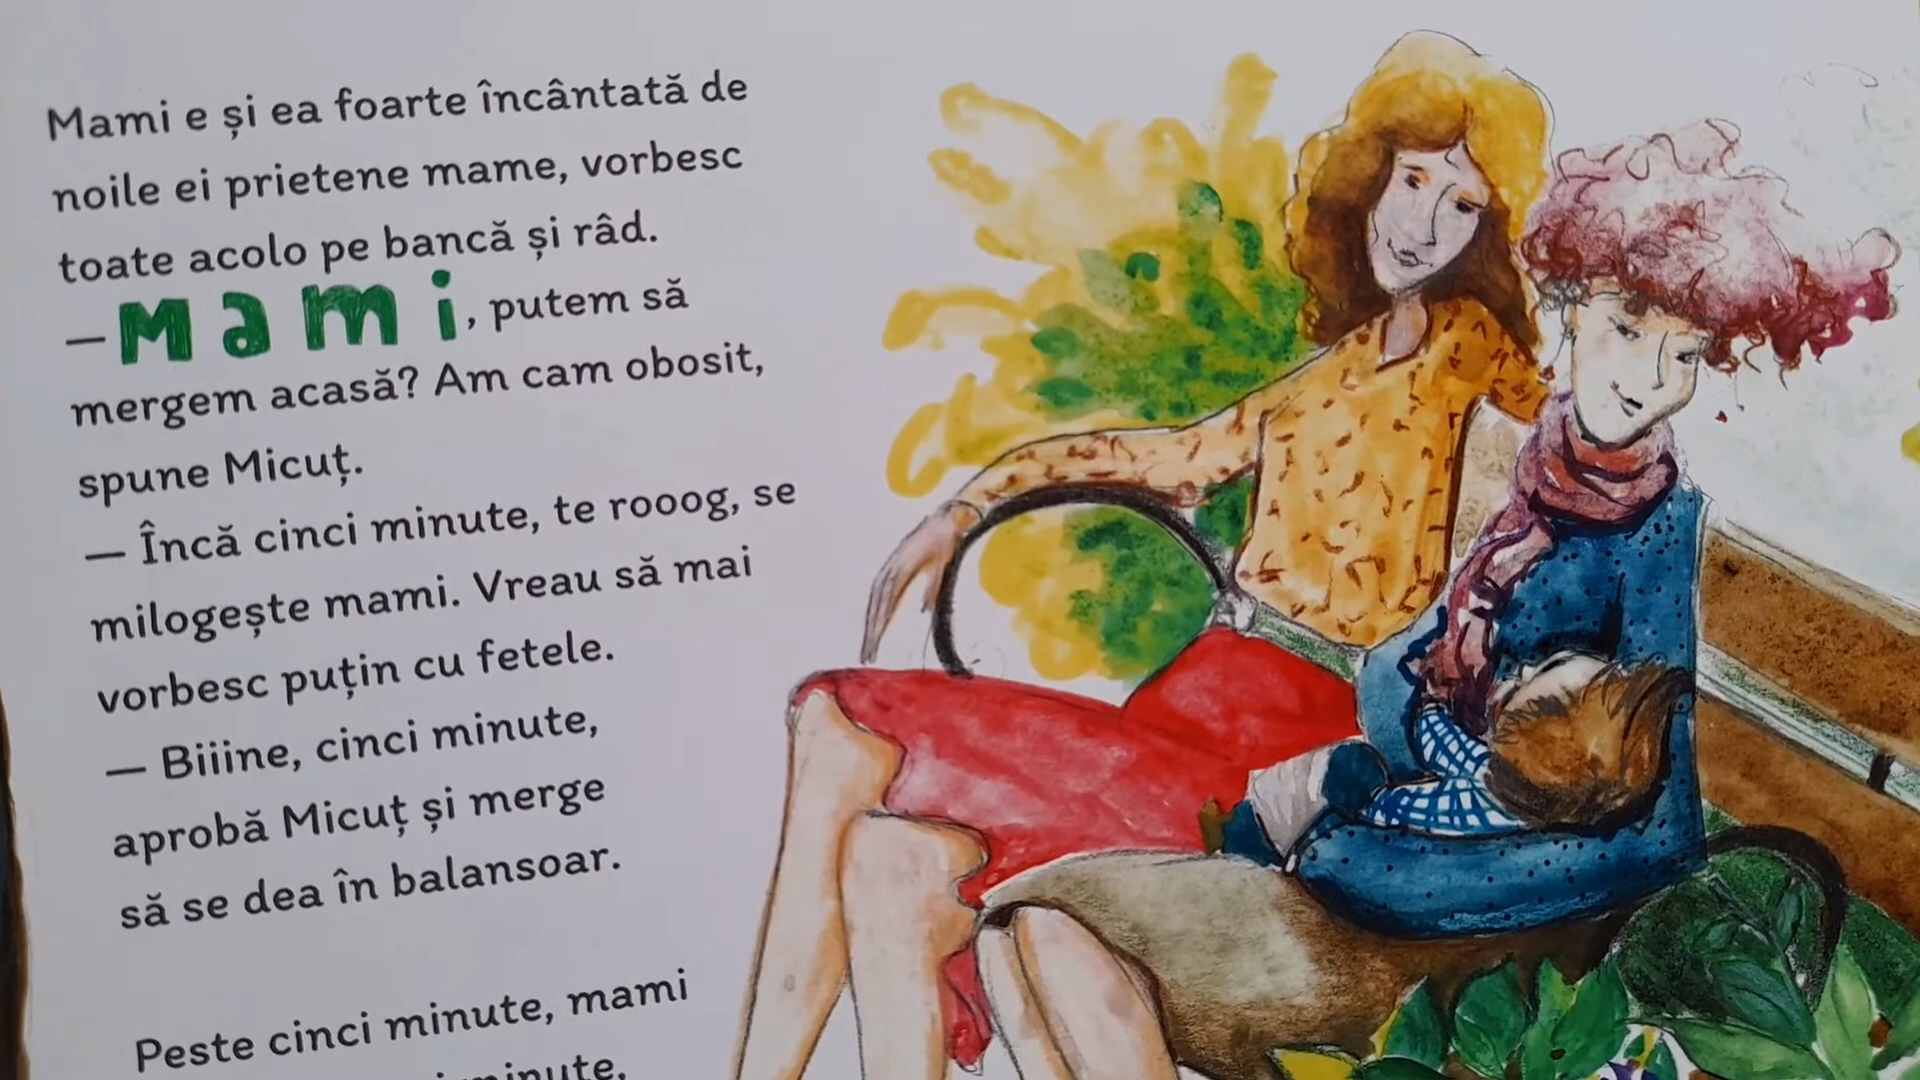 Mami e și ea foarte încântată de
noile ei prietene mame, vorbesc
toate acolo pe bancă și râd.
— Mami, putem să
mergem acasă? Am cam obosit,
spune Micuț.
— Încă cinci minute, te rooog, se
milogește mami. Vreau să mai
vorbesc puțin cu fetele.
— Biiine, cinci minute,
aprobă Micuț și merge
să se dea în balansoar.
Peste cinci minute, mami
minute,